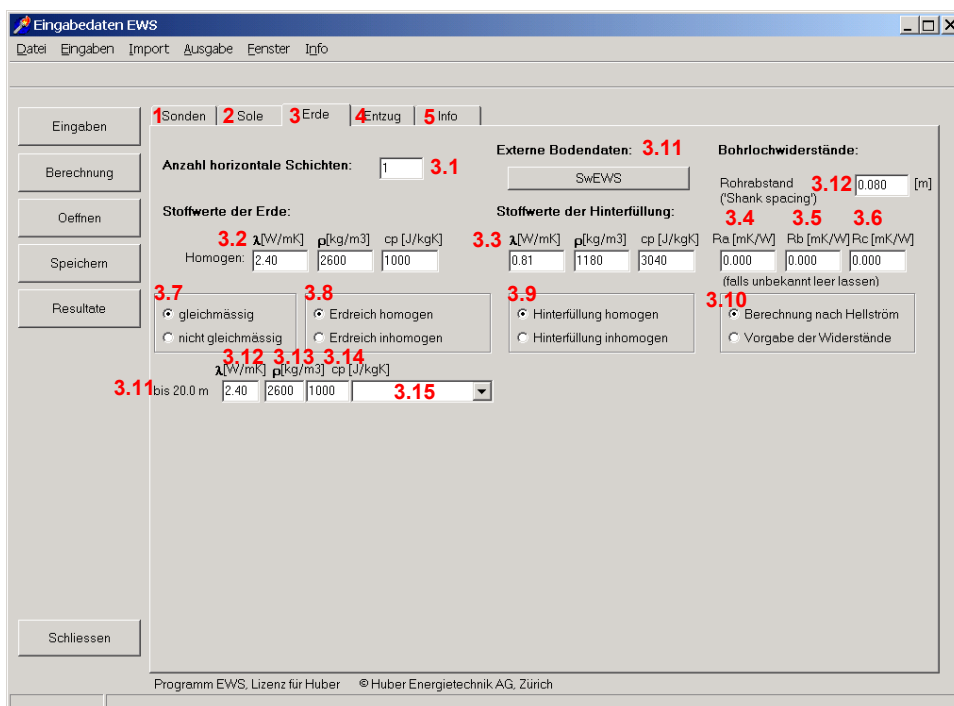 Eingabedaten EWS
Datei Eingaben Import Ausgabe Fenster Info
1 Sonden 2 Sole 3 Erde 4 Entzug 5 Info
Eingaben
Berechnung
Oeffnen
Speichern
Resultate
Schliessen
Anzahl horizontale Schichten: 1 3.1
Externe Bodendaten: 3.11
SwEWS
Bohrlochwiderstände:
Rohrabstand 3.12 0.080 [m]
('Shank spacing')
Stoffwerte der Erde:
3.2 λ[W/mK] ρ[kg/m3] cp [J/kgK]
Homogen: 2.40 2600 1000
Stoffwerte der Hinterfüllung:
3.3 λ[W/mK] ρ[kg/m3] cp [J/kgK]
0.81 1180 3040
3.4 3.5 3.6
Ra [mK/W] Rb [mK/W] Rc [mK/W]
0.000 0.000 0.000
(falls unbekannt leer lassen)
3.7
gleichmässig
nicht gleichmässig
3.8
Erdreich homogen
Erdreich inhomogen
3.9
Hinterfüllung homogen
Hinterfüllung inhomogen
3.10
Berechnung nach Hellström
Vorgabe der Widerstände
3.12 3.13 3.14
λ[W/mK] ρ[kg/m3] cp [J/kgK]
3.11 bis 20.0 m 2.40 2600 1000 3.15
Programm EWS, Lizenz für Huber © Huber Energietechnik AG, Zürich